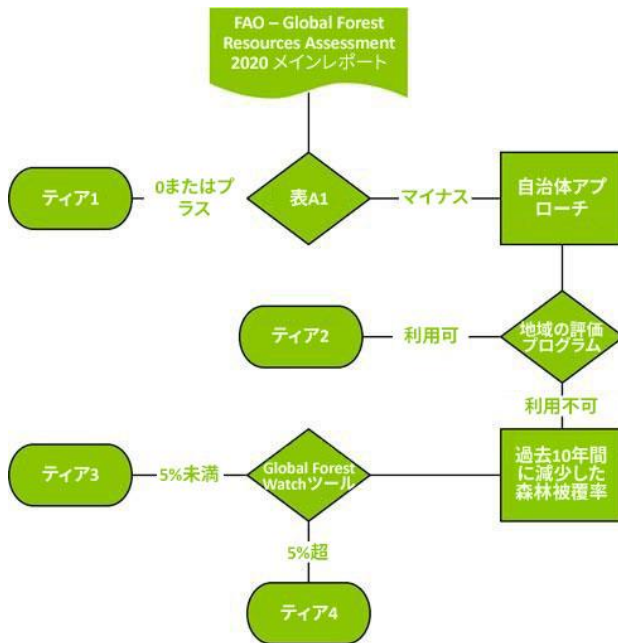 FAO – Global Forest
Resources Assessment
2020 メインレポート
ティア1
0またはプ
ラス
表A1
マイナス
自治体アプ
ローチ
ティア2
利用可
地域の評価
プログラム
利用不可
ティア3
5%未満
Global Forest
Watchツール
過去10年間
に減少した
森林被覆率
5%超
ティア4